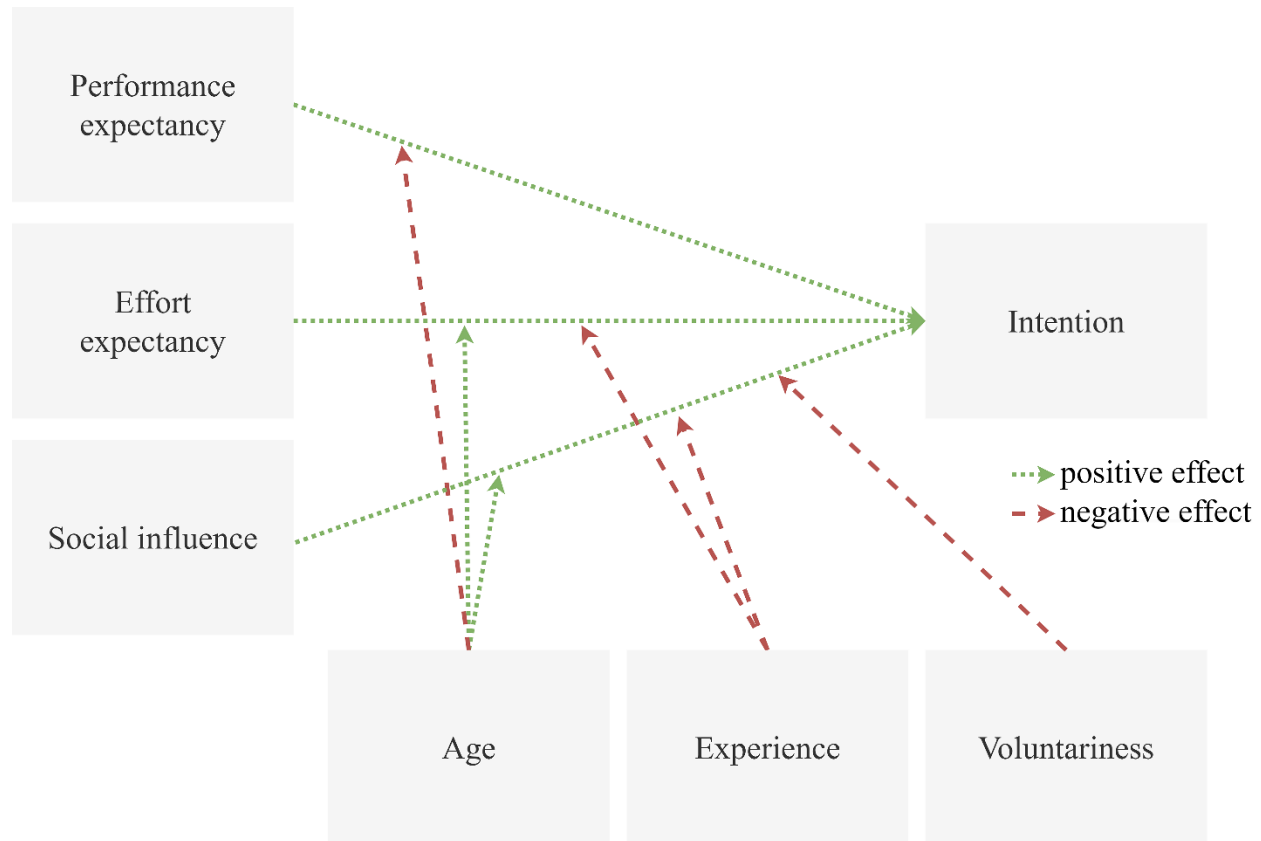 Performance
expectancy
Effort
expectancy
Intention
positive effect
negative effect
Social influence
Age
Experience
Voluntariness